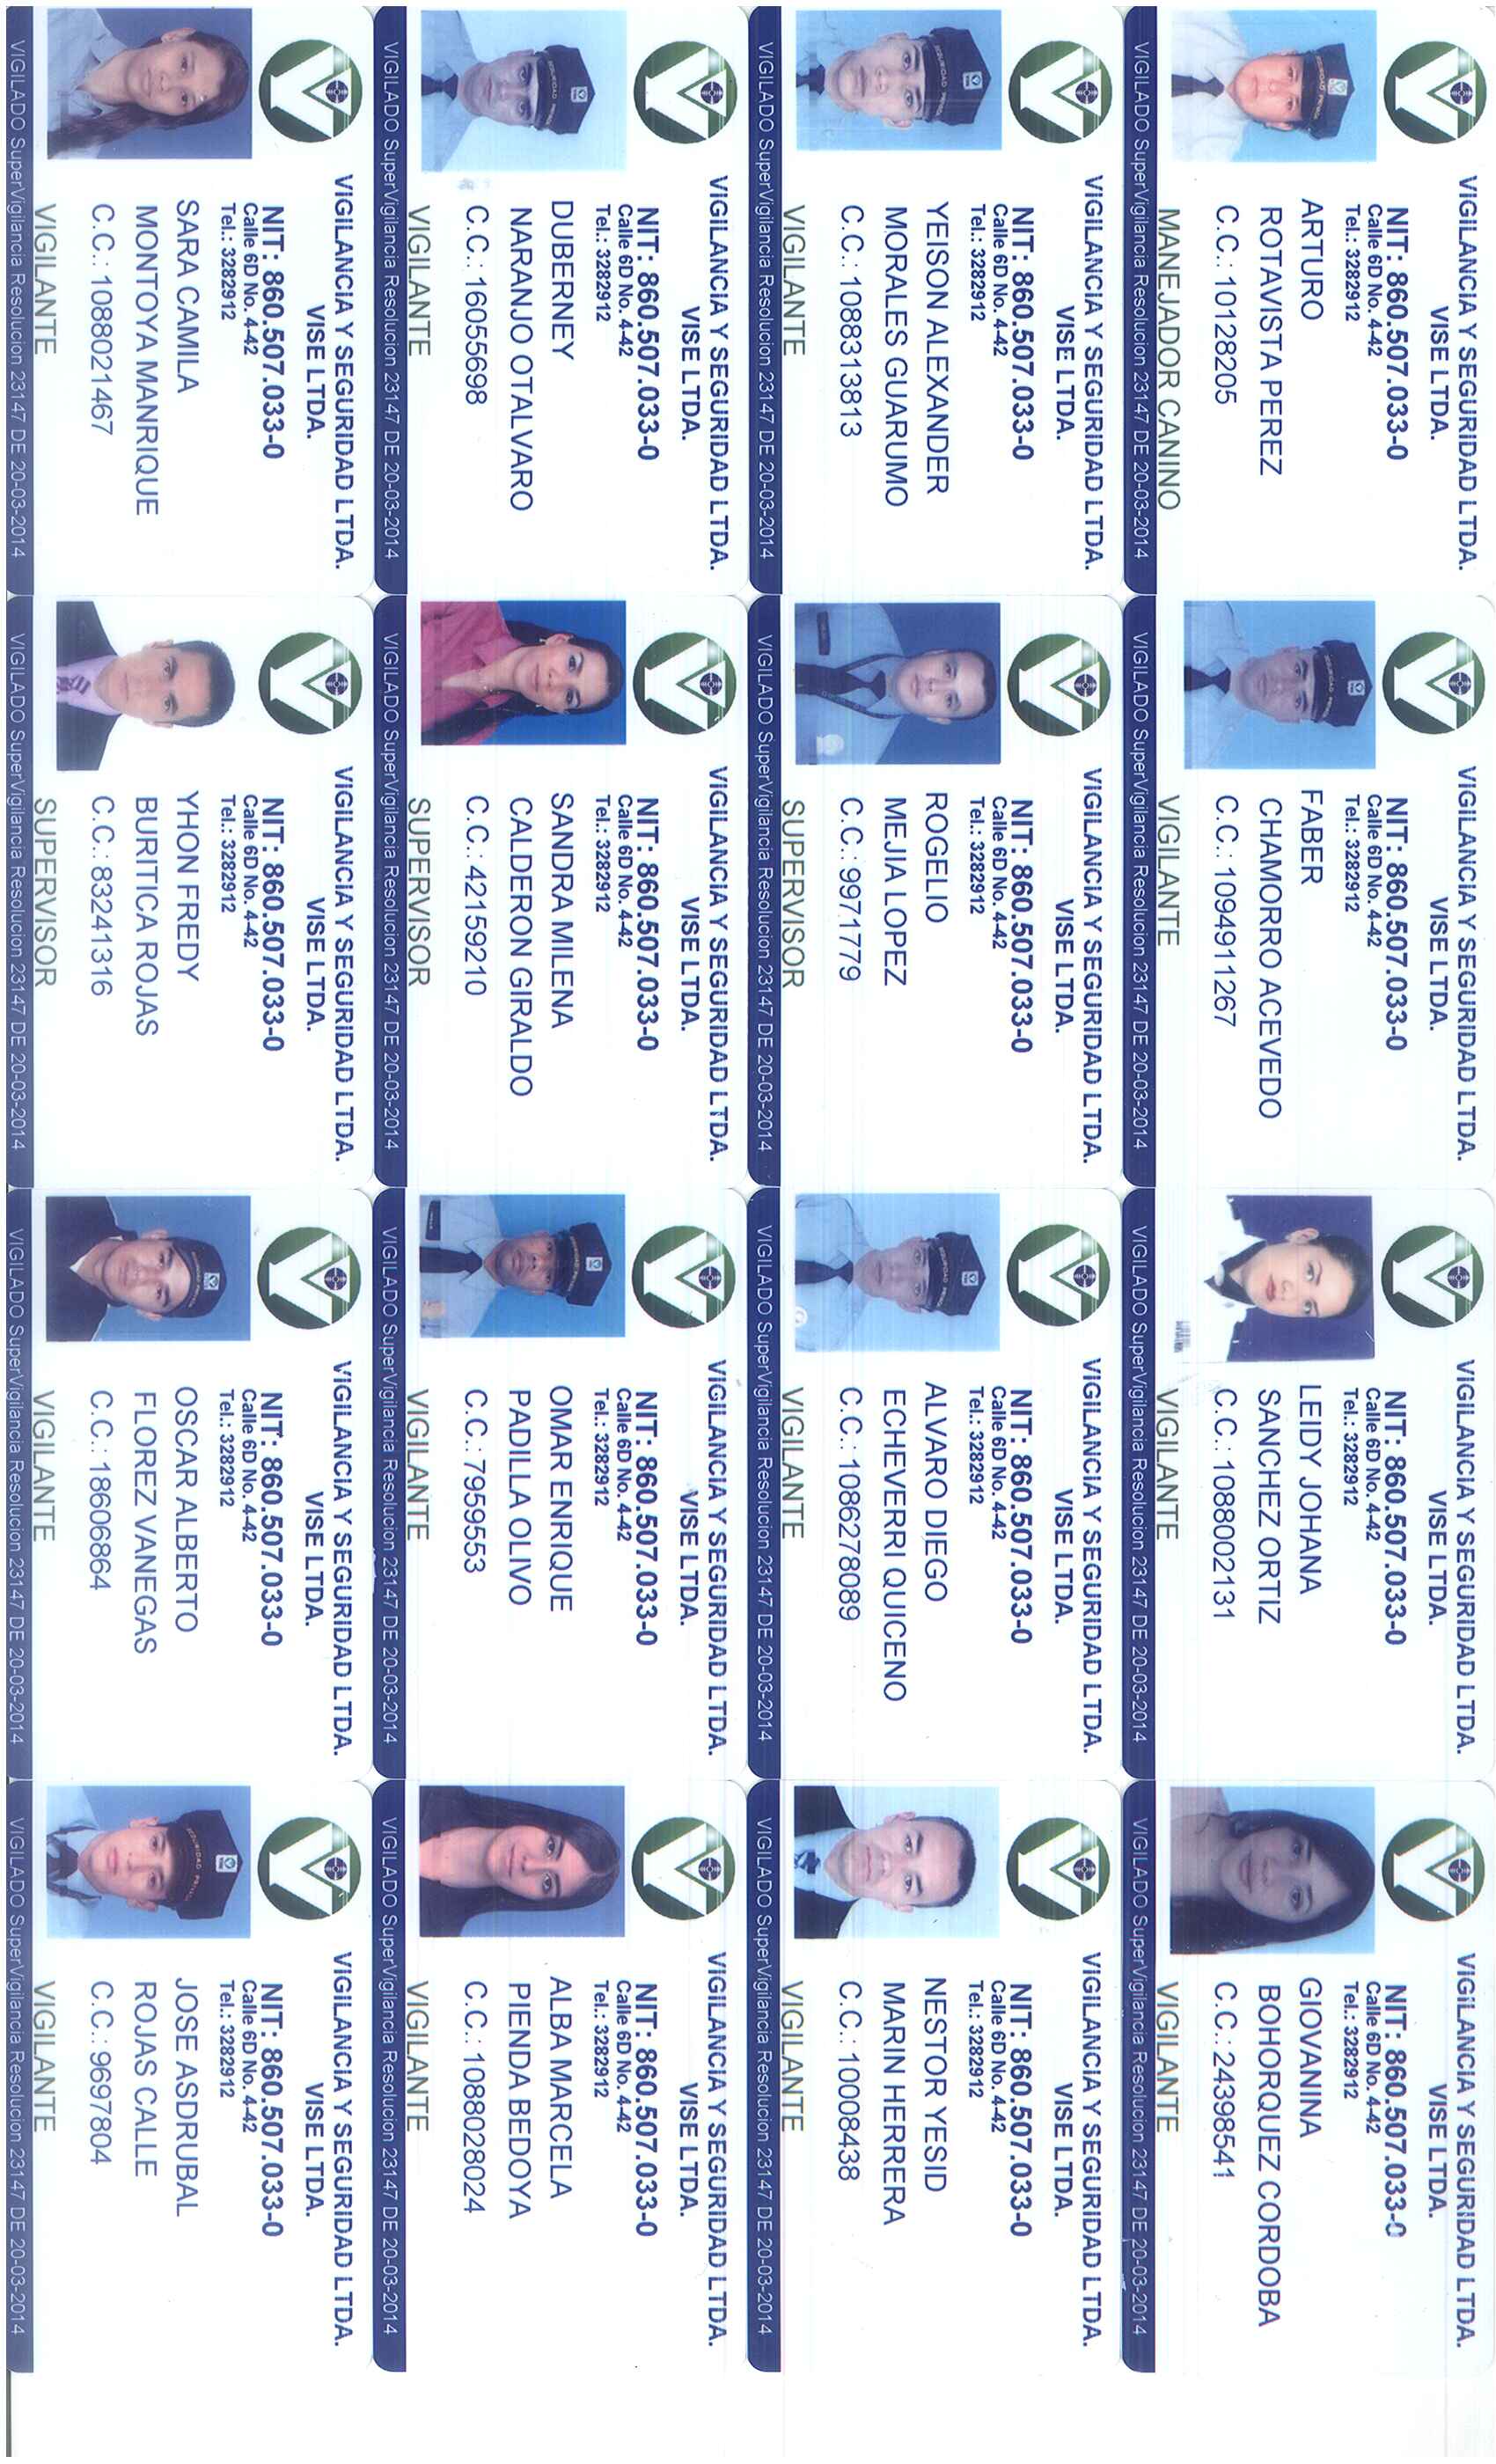 VIGILANCIA Y SEGURIDAD LTDA.
VISE LTDA.
NIT: 860.507.033-0
Calle 6D No. 4-42
Tel.: 3282912
ARTURO
ROTAVISTA PEREZ
C.C.: 10128205
MANEJADOR CANINO
VIGILADO SuperVigilancia Resolucion 23147 DE 20-03-2014
VIGILANCIA Y SEGURIDAD LTDA.
VISE LTDA.
NIT: 860.507.033-0
Calle 6D No. 4-42
Tel.: 3282912
FABER
CHAMORRO ACEVEDO
C.C.: 1094911267
VIGILANTE
VIGILADO SuperVigilancia Resolucion 23147 DE 20-03-2014
VIGILANCIA Y SEGURIDAD LTDA.
VISE LTDA.
NIT: 860.507.033-0
Calle 6D No. 4-42
Tel.: 3282912
LEIDY JOHANA
SANCHEZ ORTIZ
C.C.: 1088002131
VIGILANTE
VIGILADO SuperVigilancia Resolucion 23147 DE 20-03-2014
VIGILANCIA Y SEGURIDAD LTDA.
VISE LTDA.
NIT: 860.507.033-0
Calle 6D No. 4-42
Tel.: 3282912
GIOVANINA
BOHORQUEZ CORDOBA
C.C.: 24398541
VIGILANTE
VIGILADO SuperVigilancia Resolucion 23147 DE 20-03-2014
VIGILANCIA Y SEGURIDAD LTDA.
VISE LTDA.
NIT: 860.507.033-0
Calle 6D No. 4-42
Tel.: 3282912
YEISON ALEXANDER
MORALES GUARUMO
C.C.: 1088313813
VIGILANTE
VIGILADO SuperVigilancia Resolucion 23147 DE 20-03-2014
VIGILANCIA Y SEGURIDAD LTDA.
VISE LTDA.
NIT: 860.507.033-0
Calle 6D No. 4-42
Tel.: 3282912
ROGELIO
MEJIA LOPEZ
C.C.: 9971779
SUPERVISOR
VIGILADO SuperVigilancia Resolucion 23147 DE 20-03-2014
VIGILANCIA Y SEGURIDAD LTDA.
VISE LTDA.
NIT: 860.507.033-0
Calle 6D No. 4-42
Tel.: 3282912
ALVARO DIEGO
ECHEVERRI QUICENO
C.C.: 1086278089
VIGILANTE
VIGILADO SuperVigilancia Resolucion 23147 DE 20-03-2014
VIGILANCIA Y SEGURIDAD LTDA.
VISE LTDA.
NIT: 860.507.033-0
Calle 6D No. 4-42
Tel.: 3282912
NESTOR YESID
MARIN HERRERA
C.C.: 10008438
VIGILANTE
VIGILADO SuperVigilancia Resolucion 23147 DE 20-03-2014
VIGILANCIA Y SEGURIDAD LTDA.
VISE LTDA.
NIT: 860.507.033-0
Calle 6D No. 4-42
Tel.: 3282912
DUBERNEY
NARANJO OTALVARO
C.C.: 16055698
VIGILANTE
VIGILADO SuperVigilancia Resolucion 23147 DE 20-03-2014
VIGILANCIA Y SEGURIDAD LTDA.
VISE LTDA.
NIT: 860.507.033-0
Calle 6D No. 4-42
Tel.: 3282912
SANDRA MILENA
CALDERON GIRALDO
C.C.: 42159210
SUPERVISOR
VIGILADO SuperVigilancia Resolucion 23147 DE 20-03-2014
VIGILANCIA Y SEGURIDAD LTDA.
VISE LTDA.
NIT: 860.507.033-0
Calle 6D No. 4-42
Tel.: 3282912
OMAR ENRIQUE
PADILLA OLIVO
C.C.: 7959553
VIGILANTE
VIGILADO SuperVigilancia Resolucion 23147 DE 20-03-2014
VIGILANCIA Y SEGURIDAD LTDA.
VISE LTDA.
NIT: 860.507.033-0
Calle 6D No. 4-42
Tel.: 3282912
ALBA MARCELA
PIENDA BEDOYA
C.C.: 1088028024
VIGILANTE
VIGILADO SuperVigilancia Resolucion 23147 DE 20-03-2014
VIGILANCIA Y SEGURIDAD LTDA.
VISE LTDA.
NIT: 860.507.033-0
Calle 6D No. 4-42
Tel.: 3282912
SARA CAMILA
MONTOYA MANRIQUE
C.C.: 1088021467
VIGILANTE
VIGILADO SuperVigilancia Resolucion 23147 DE 20-03-2014
VIGILANCIA Y SEGURIDAD LTDA.
VISE LTDA.
NIT: 860.507.033-0
Calle 6D No. 4-42
Tel.: 3282912
YHON FREDY
BURITICA ROJAS
C.C.: 83241316
SUPERVISOR
VIGILADO SuperVigilancia Resolucion 23147 DE 20-03-2014
VIGILANCIA Y SEGURIDAD LTDA.
VISE LTDA.
NIT: 860.507.033-0
Calle 6D No. 4-42
Tel.: 3282912
OSCAR ALBERTO
FLOREZ VANEGAS
C.C.: 18606864
VIGILANTE
VIGILADO SuperVigilancia Resolucion 23147 DE 20-03-2014
VIGILANCIA Y SEGURIDAD LTDA.
VISE LTDA.
NIT: 860.507.033-0
Calle 6D No. 4-42
Tel.: 3282912
JOSE ASDRUBAL
ROJAS CALLE
C.C.: 9697804
VIGILANTE
VIGILADO SuperVigilancia Resolucion 23147 DE 20-03-2014